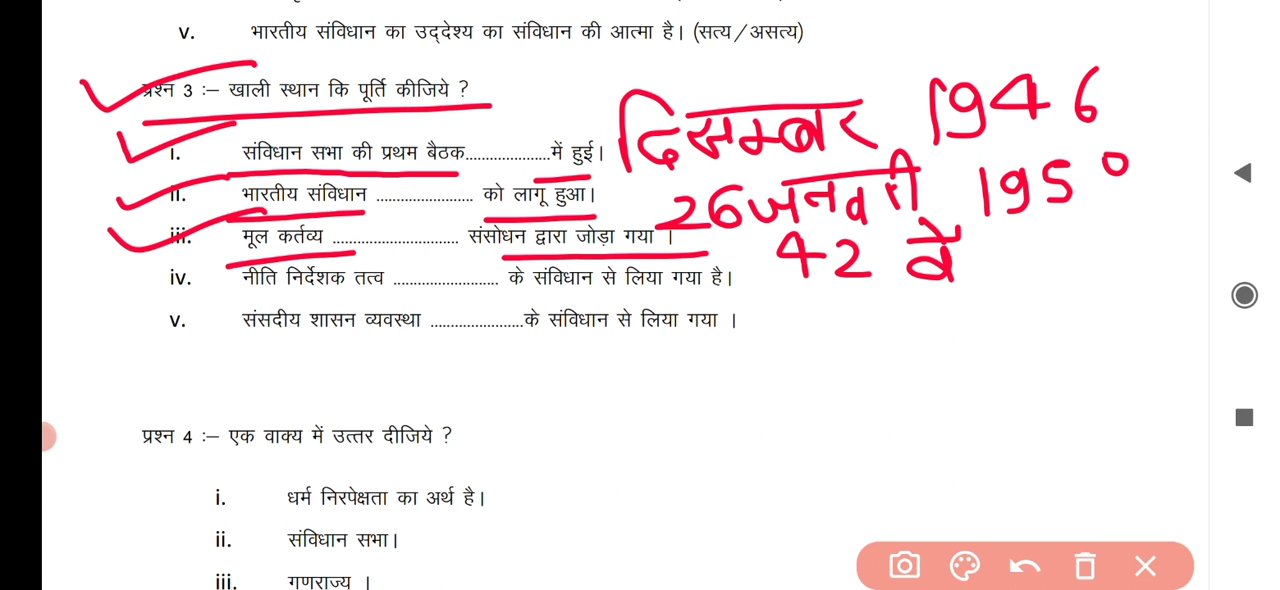 v. भारतीय संविधान का उद्देश्य का संविधान की आत्मा है। (सत्य/असत्य)
प्रश्न 3 :– खाली स्थान कि पूर्ति कीजिये ?
i. संविधान सभा की प्रथम बैठक....................में हुई। दिसम्बर 1946
ii. भारतीय संविधान ....................... को लागू हुआ। 26 जनवरी 1950
iii. मूल कर्तव्य .............................. संसोधन द्वारा जोड़ा गया । 42 वे
iv. नीति निर्देशक तत्व ......................... के संविधान से लिया गया है।
v. संसदीय शासन व्यवस्था ......................के संविधान से लिया गया ।
प्रश्न 4 :– एक वाक्य में उत्तर दीजिये ?
i. धर्म निरपेक्षता का अर्थ है।
ii. संविधान सभा।
iii. गणराज्य ।